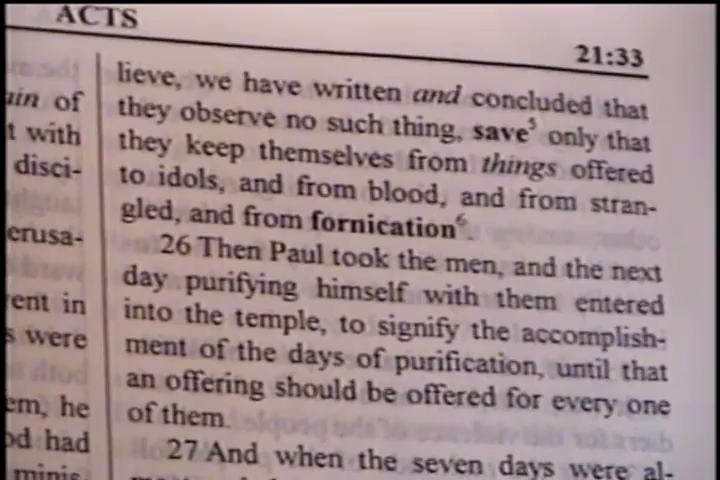 ACTS
21:33
ain of
t with
disci-
erusa-
ent in
s were
em, he
od had
minis
lieve, we have written and concluded that
they observe no such thing, save⁵ only that
they keep themselves from things offered
to idols, and from blood, and from stran-
gled, and from fornication⁶.
26 Then Paul took the men, and the next
day purifying himself with them entered
into the temple, to signify the accomplish-
ment of the days of purification, until that
an offering should be offered for every one
of them.
27 And when the seven days were al-